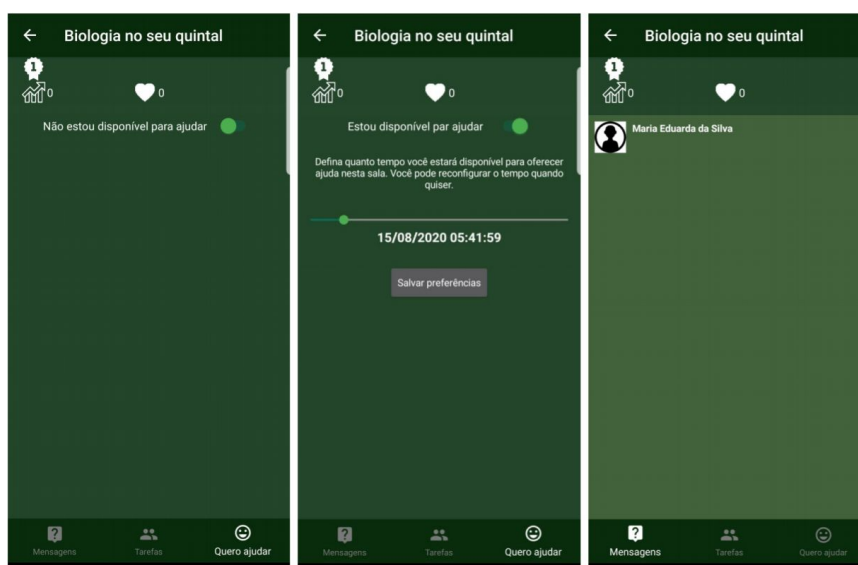 Biologia no seu quintal
1
0
0
Não estou disponível para ajudar
Mensagens
Tarefas
Quero ajudar
Biologia no seu quintal
1
0
0
Estou disponível par ajudar
Defina quanto tempo você estará disponível para oferecer
ajuda nesta sala. Você pode reconfigurar o tempo quando
quiser.
15/08/2020 05:41:59
Salvar preferências
Mensagens
Tarefas
Quero ajudar
Biologia no seu quintal
1
0
0
Maria Eduarda da Silva
Mensagens
Tarefas
Quero ajudar